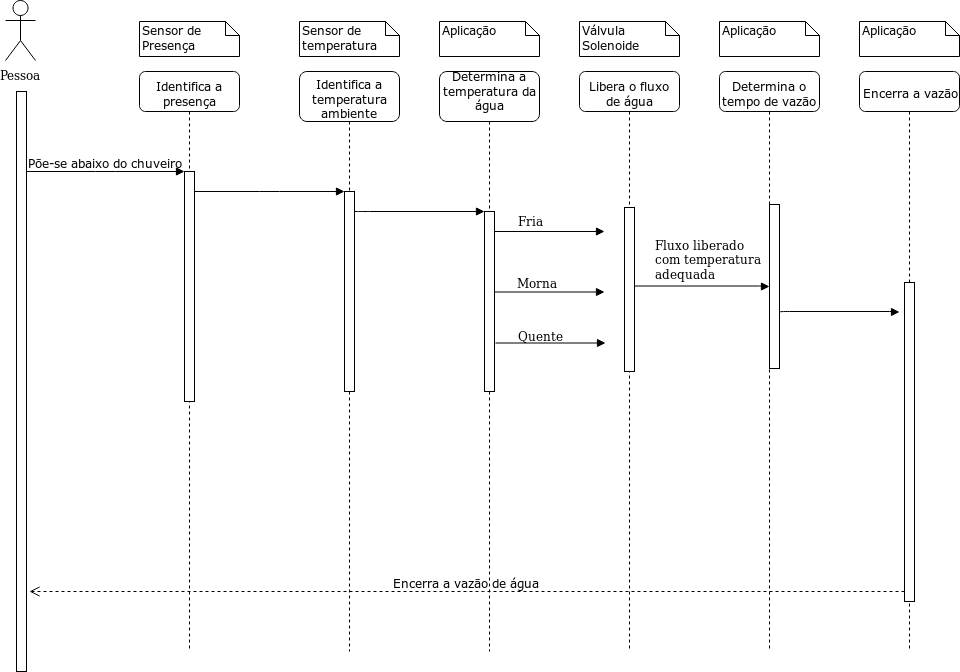 Pessoa
Sensor de
Presença
Sensor de
temperatura
Aplicação
Válvula
Solenoide
Aplicação
Aplicação
Identifica a
presença
Identifica a
temperatura
ambiente
Determina a
temperatura da
água
Libera o fluxo
de água
Determina o
tempo de vazão
Encerra a vazão
Põe-se abaixo do chuveiro
Fria
Morna
Quente
Fluxo liberado
com temperatura
adequada
Encerra a vazão de água